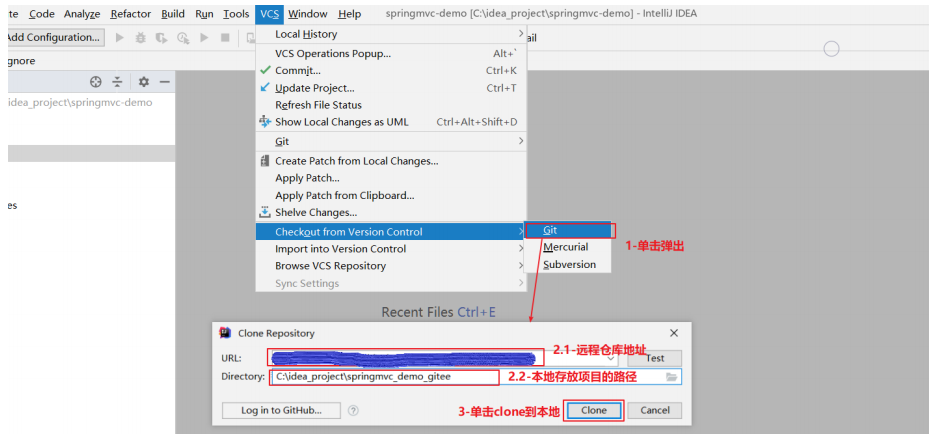 te Code Analyze Refactor Build Run Tools VCS Window Help springmvc-demo [C:\idea_project\springmvc-demo] - IntelliJ IDEA
Add Configuration...
Local History
ail
VCS Operations Popup... Alt+`
gnore
Commit... Ctrl+K
Update Project... Ctrl+T
idea_project\springmvc-demo
Refresh File Status
Show Local Changes as UML Ctrl+Alt+Shift+D
Git
Create Patch from Local Changes...
Apply Patch...
Apply Patch from Clipboard...
es
Shelve Changes...
Checkout from Version Control
Git
Import into Version Control
Mercurial
1-单击弹出
Browse VCS Repository
Subversion
Sync Settings
Recent Files Ctrl+E
Clone Repository
URL:
2.1-远程仓库地址
Test
Directory: C:\idea_project\springmvc_demo_gitee
2.2-本地存放项目的路径
Log in to GitHub... ?
3-单击clone到本地
Clone Cancel